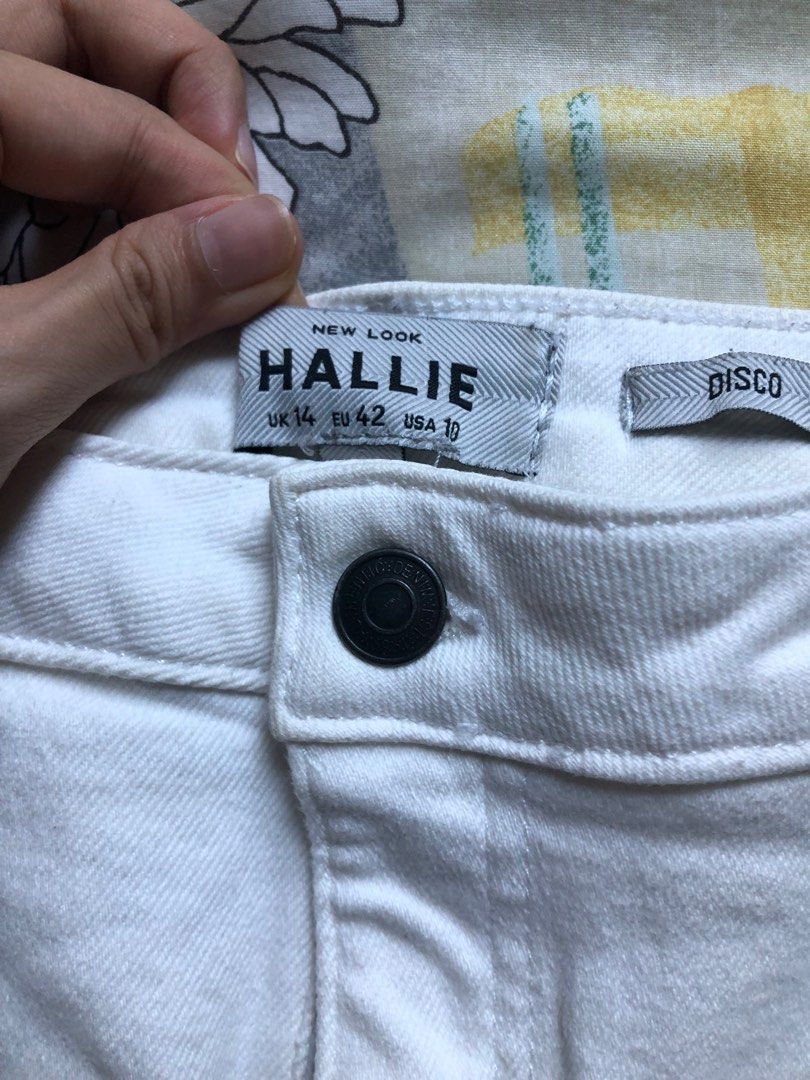 NEW LOOK
HALLIE
UK 14 EU 42 USA 10
DISCO